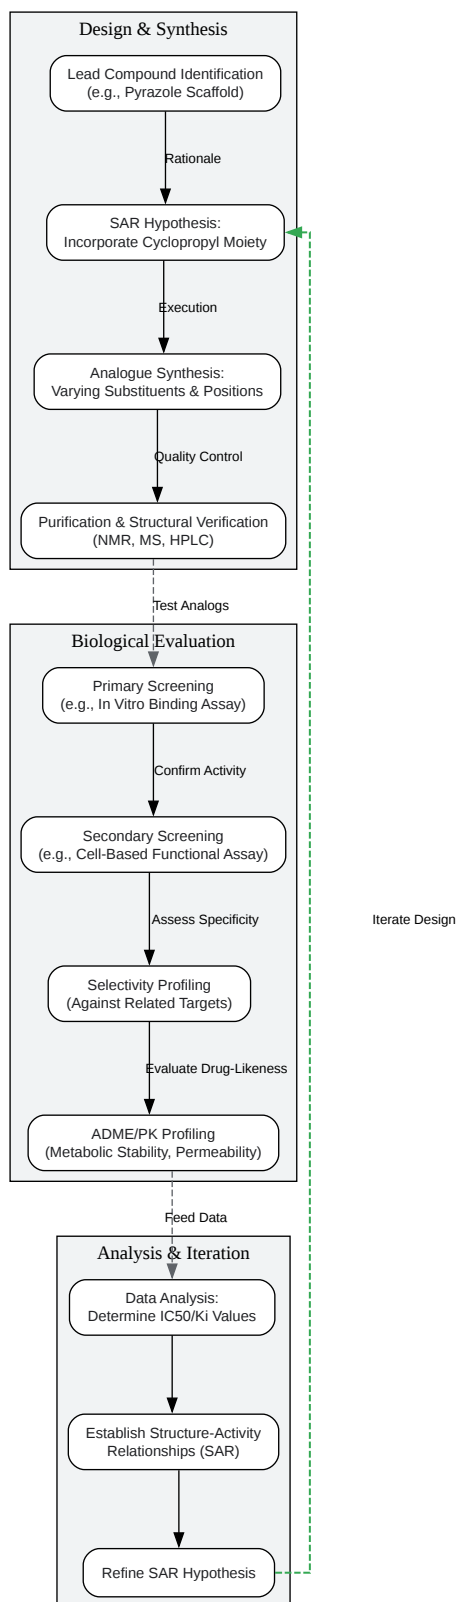 Design & Synthesis
Lead Compound Identification
(e.g., Pyrazole Scaffold)
Rationale
SAR Hypothesis:
Incorporate Cyclopropyl Moiety
Execution
Analogue Synthesis:
Varying Substituents & Positions
Quality Control
Purification & Structural Verification
(NMR, MS, HPLC)
Test Analogs
Biological Evaluation
Primary Screening
(e.g., In Vitro Binding Assay)
Confirm Activity
Secondary Screening
(e.g., Cell-Based Functional Assay)
Assess Specificity
Iterate Design
Selectivity Profiling
(Against Related Targets)
Evaluate Drug-Likeness
ADME/PK Profiling
(Metabolic Stability, Permeability)
Feed Data
Analysis & Iteration
Data Analysis:
Determine IC50/Ki Values
Establish Structure-Activity
Relationships (SAR)
Refine SAR Hypothesis